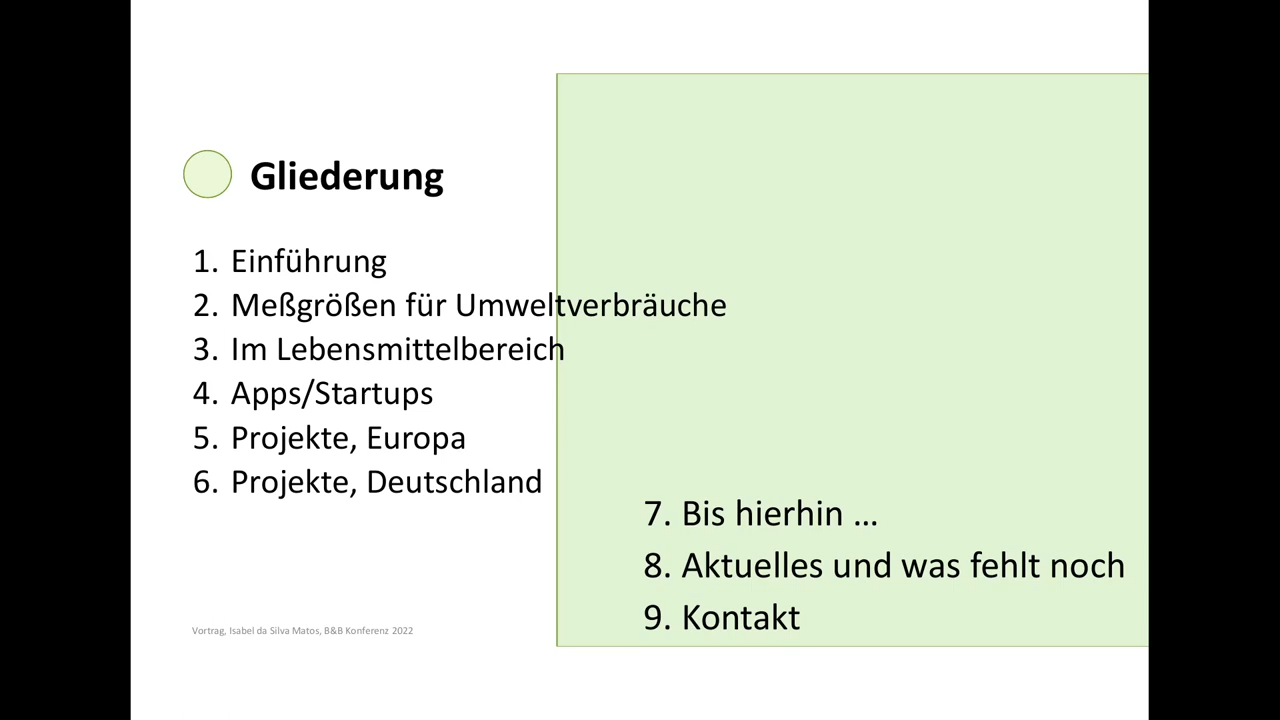 Gliederung
1. Einführung
2. Meßgrößen für Umweltverbräuche
3. Im Lebensmittelbereich
4. Apps/Startups
5. Projekte, Europa
6. Projekte, Deutschland
7. Bis hierhin …
8. Aktuelles und was fehlt noch
9. Kontakt
Vortrag, Isabel da Silva Matos, B&B Konferenz 2022